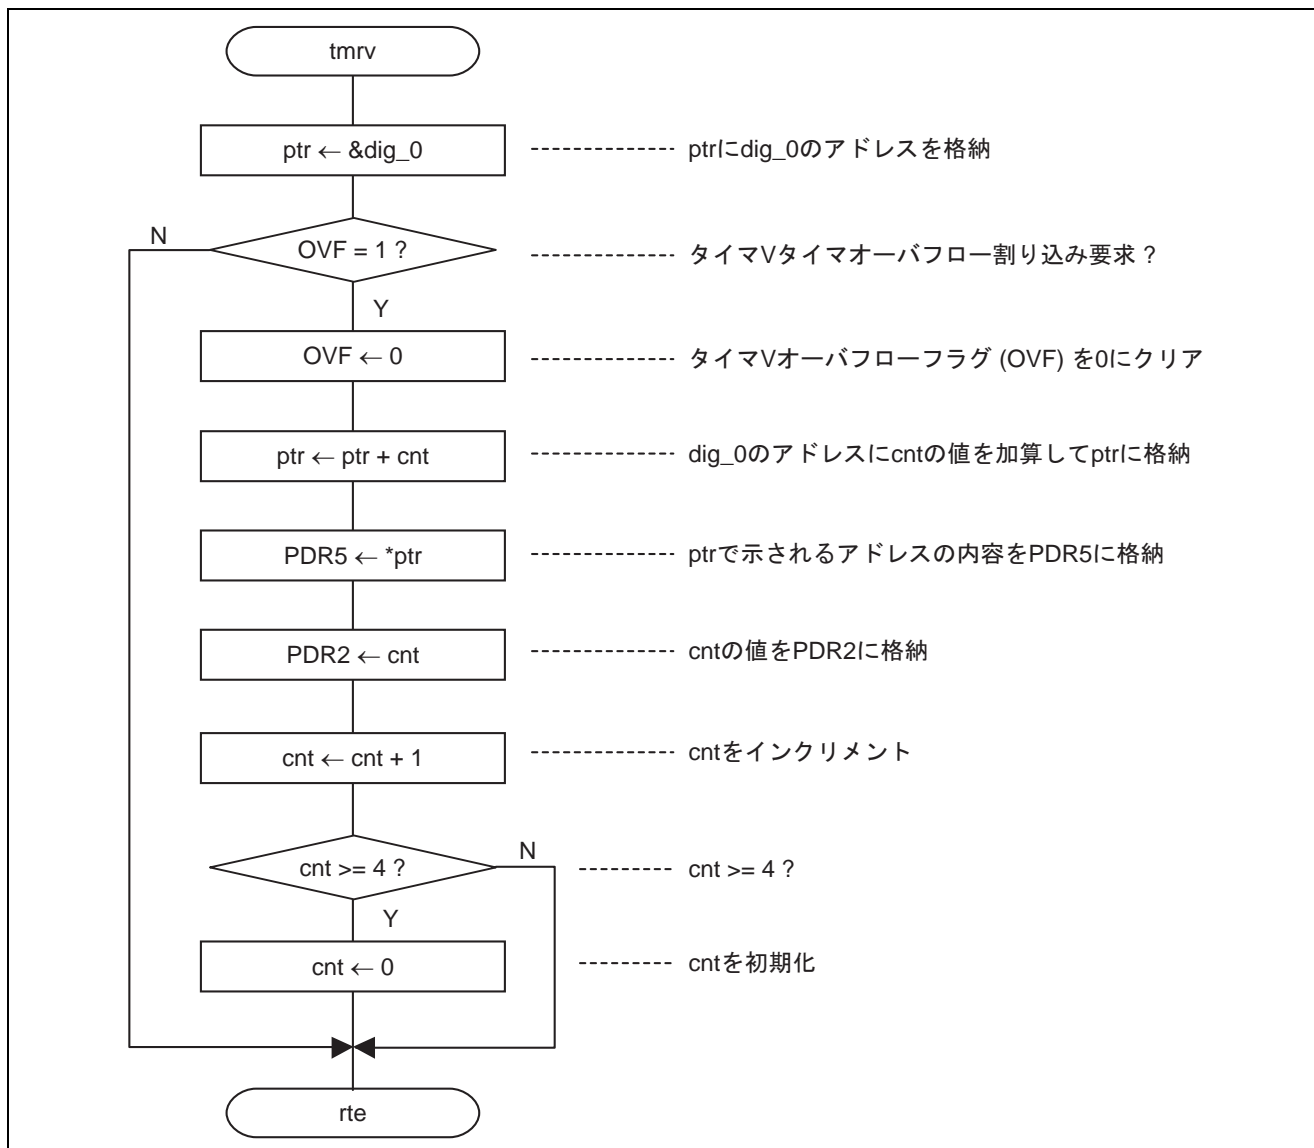 tmrv
ptr ← &dig_0
ptrにdig_0のアドレスを格納
N
OVF = 1 ?
タイマVタイマオーバフロー割り込み要求 ?
Y
OVF ← 0
タイマVオーバフローフラグ (OVF) を0にクリア
ptr ← ptr + cnt
dig_0のアドレスにcntの値を加算してptrに格納
PDR5 ← *ptr
ptrで示されるアドレスの内容をPDR5に格納
PDR2 ← cnt
cntの値をPDR2に格納
cnt ← cnt + 1
cntをインクリメント
cnt >= 4 ?
N
cnt >= 4 ?
Y
cnt ← 0
cntを初期化
rte